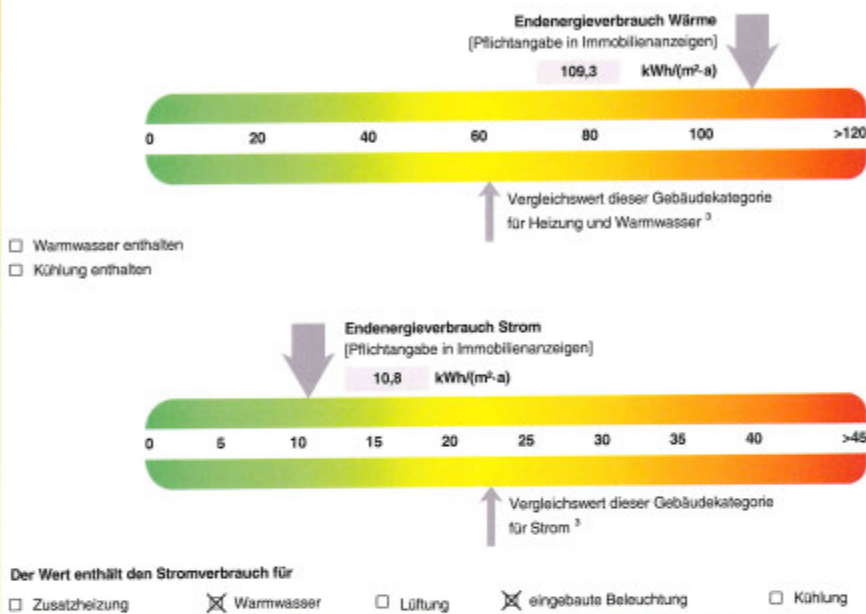 Endenergieverbrauch Wärme
[Pflichtangabe in Immobilienanzeigen]
109,3 kWh/(m²·a)
0 20 40 60 80 100 >120
Vergleichswert dieser Gebäudekategorie
für Heizung und Warmwasser ³
☐ Warmwasser enthalten
☐ Kühlung enthalten
Endenergieverbrauch Strom
[Pflichtangabe in Immobilienanzeigen]
10,8 kWh/(m²·a)
0 5 10 15 20 25 30 35 40 >45
Vergleichswert dieser Gebäudekategorie
für Strom ³
Der Wert enthält den Stromverbrauch für
☐ Zusatzheizung ☒ Warmwasser ☐ Lüftung ☒ eingebaute Beleuchtung ☐ Kühlung